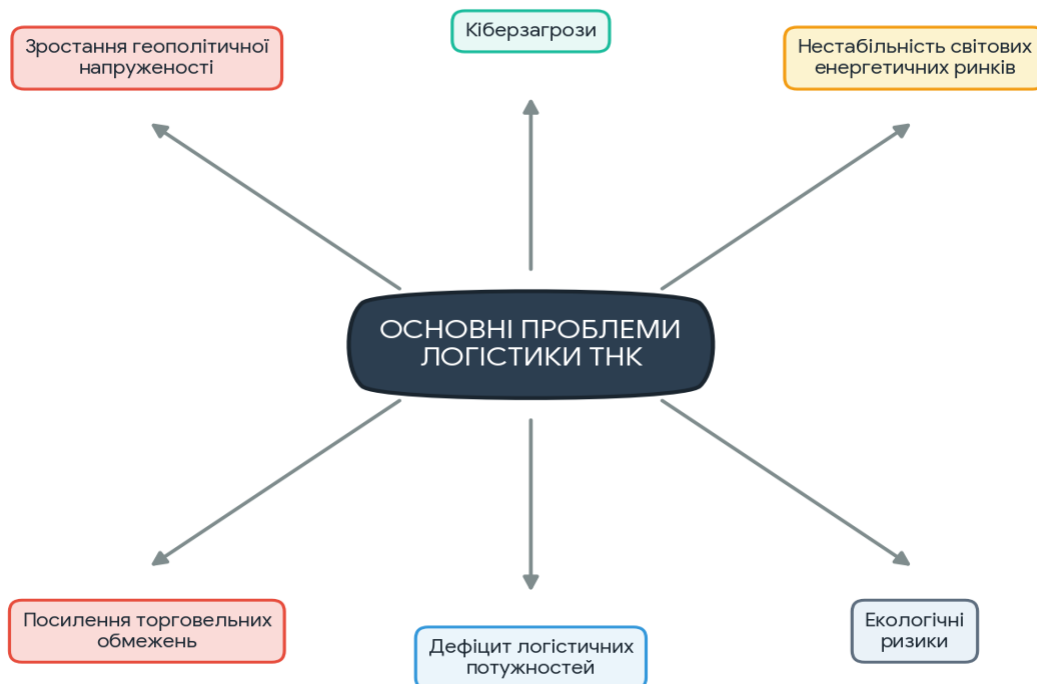 Зростання геополітичної
напруженості
Кіберзагрози
Нестабільність світових
енергетичних ринків
ОСНОВНІ ПРОБЛЕМИ
ЛОГІСТИКИ ТНК
Посилення торговельних
обмежень
Дефіцит логістичних
потужностей
Екологічні
ризики